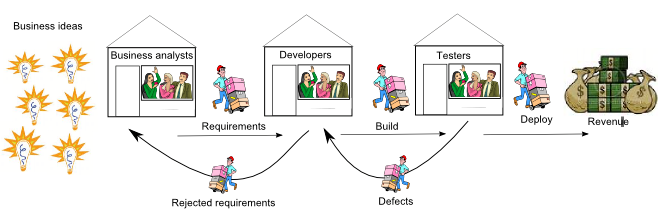 Business ideas
Business analysts
Developers
Testers
Requirements
Build
Deploy
Revenue
Rejected requirements
Defects